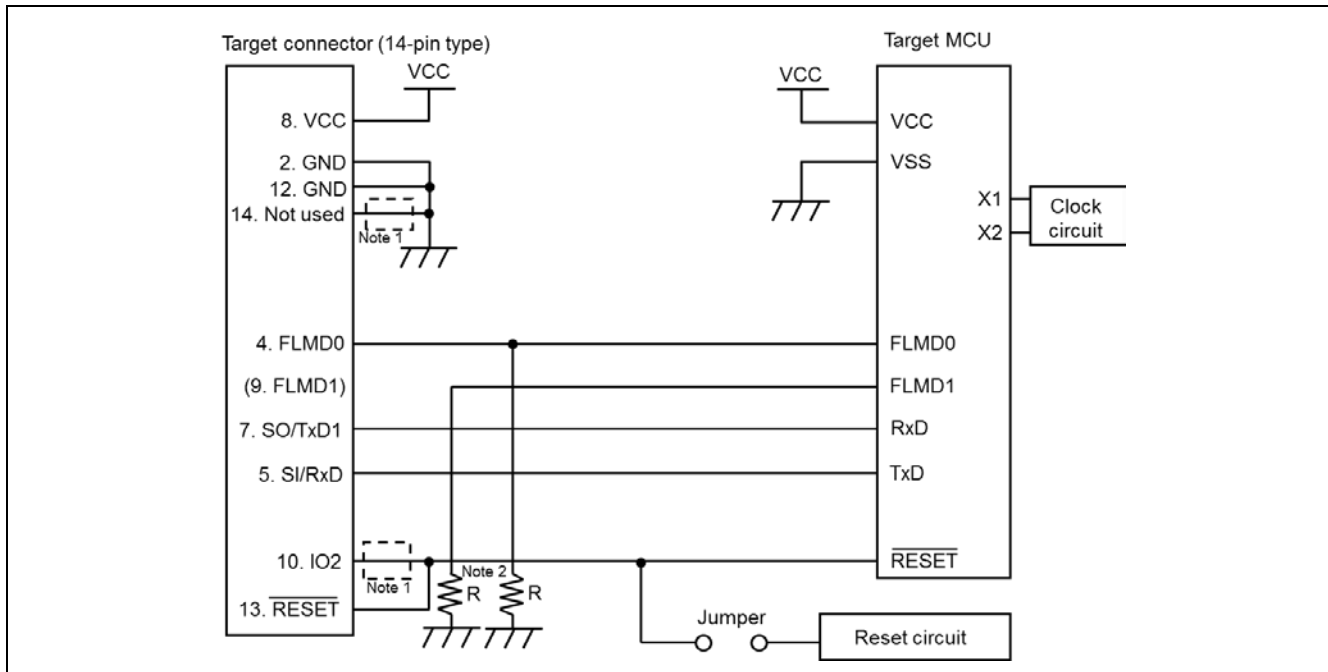 Target connector (14-pin type)
Target MCU
VCC
VCC
8. VCC
VCC
2. GND
VSS
12. GND
14. Not used
Note 1
X1
X2
Clock
circuit
4. FLMD0
FLMD0
(9. FLMD1)
FLMD1
7. SO/TxD1
RxD
5. SI/RxD
TxD
10. IO2
Note 1
Note 2
RESET
R
R
13. RESET
Jumper
Reset circuit